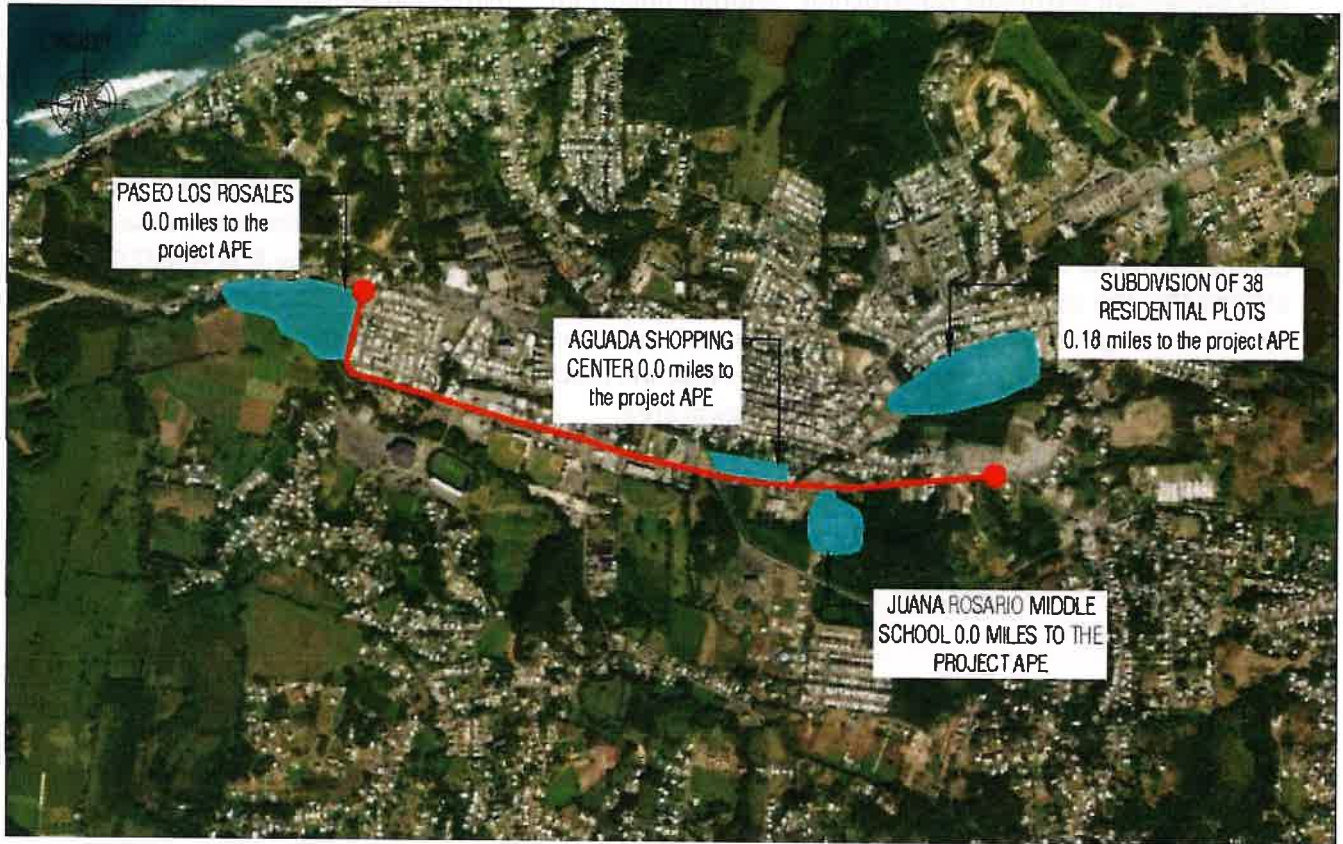 PASEO LOS ROSALES
0.0 miles to the
project APE
SUBDIVISION OF 38
RESIDENTIAL PLOTS
0.18 miles to the project APE
AGUADA SHOPPING
CENTER 0.0 miles to
the project APE
JUANA ROSARIO MIDDLE
SCHOOL 0.0 MILES TO THE
PROJECT APE